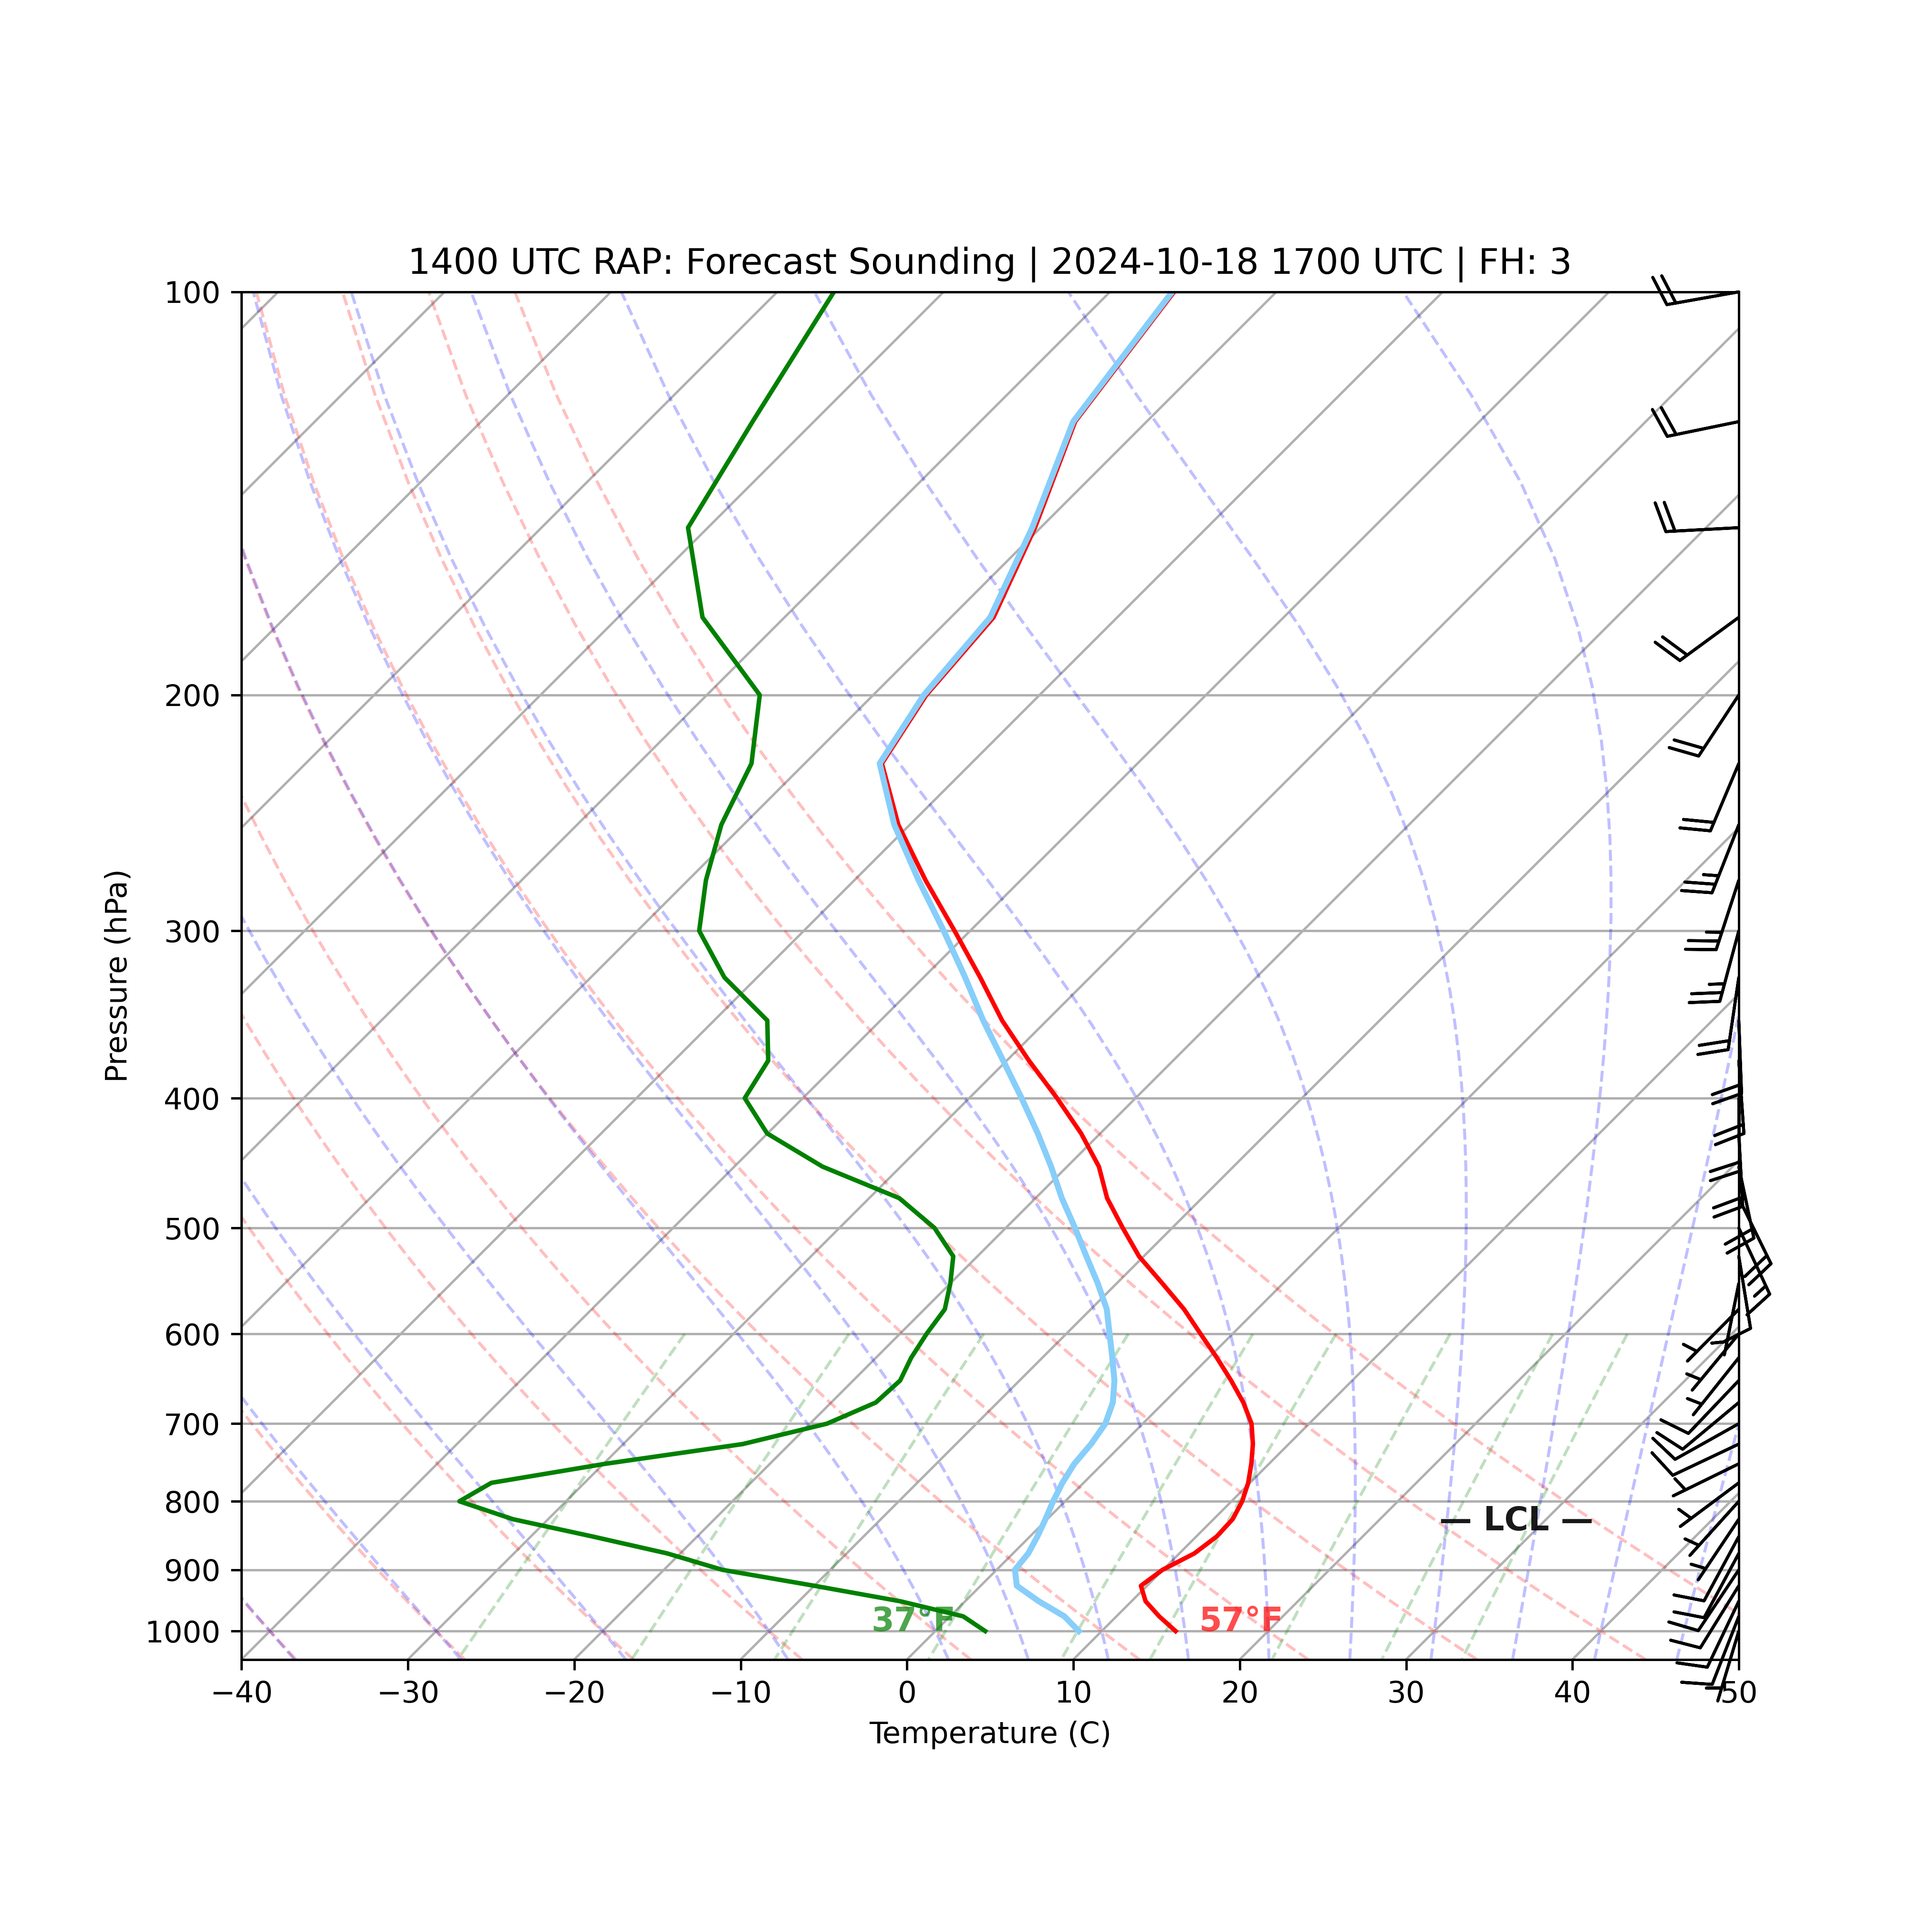 1400 UTC RAP: Forecast Sounding | 2024-10-18 1700 UTC | FH: 3
100
200
300
400
500
600
700
800
900
1000
Pressure (hPa)
— LCL —
37°F
57°F
−40 −30 −20 −10 0 10 20 30 40 50
Temperature (C)